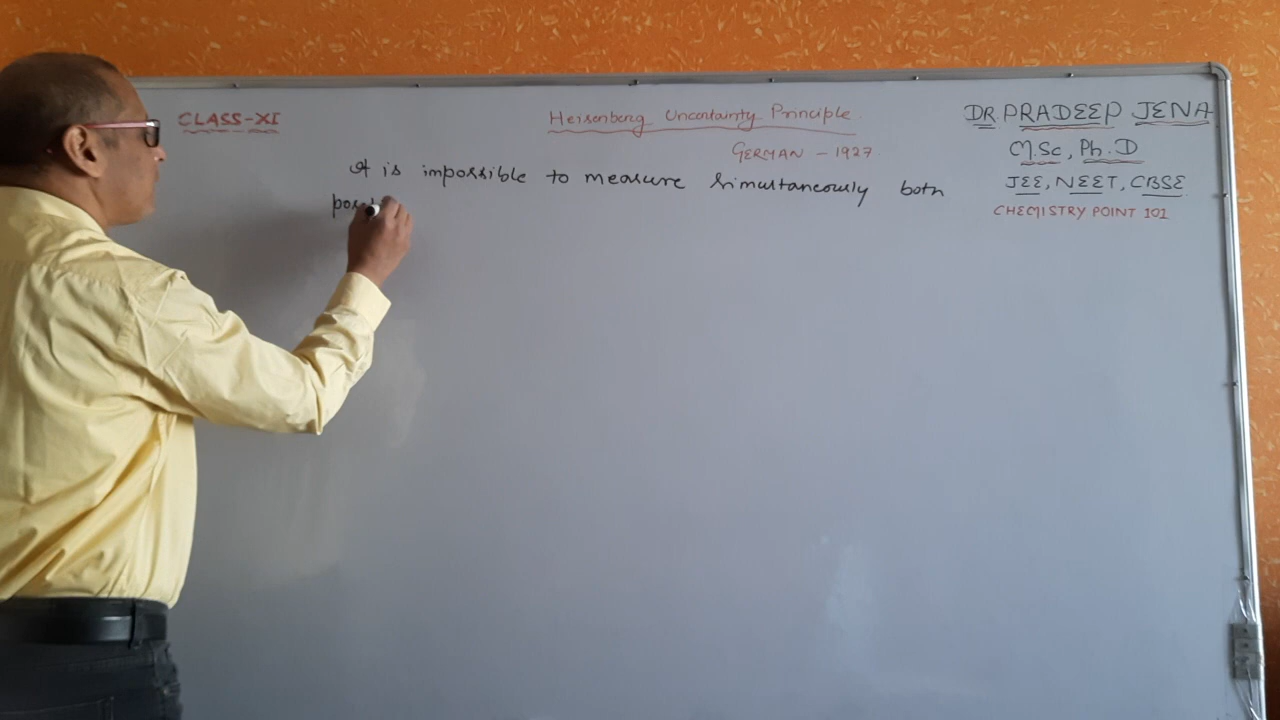 CLASS-XI
Heisenberg Uncertainty Principle
GERMAN - 1927
It is impossible to measure simultaneously both
DR PRADEEP JENA
M.Sc, Ph.D
JEE, NEET, CBSE
CHEMISTRY POINT 101